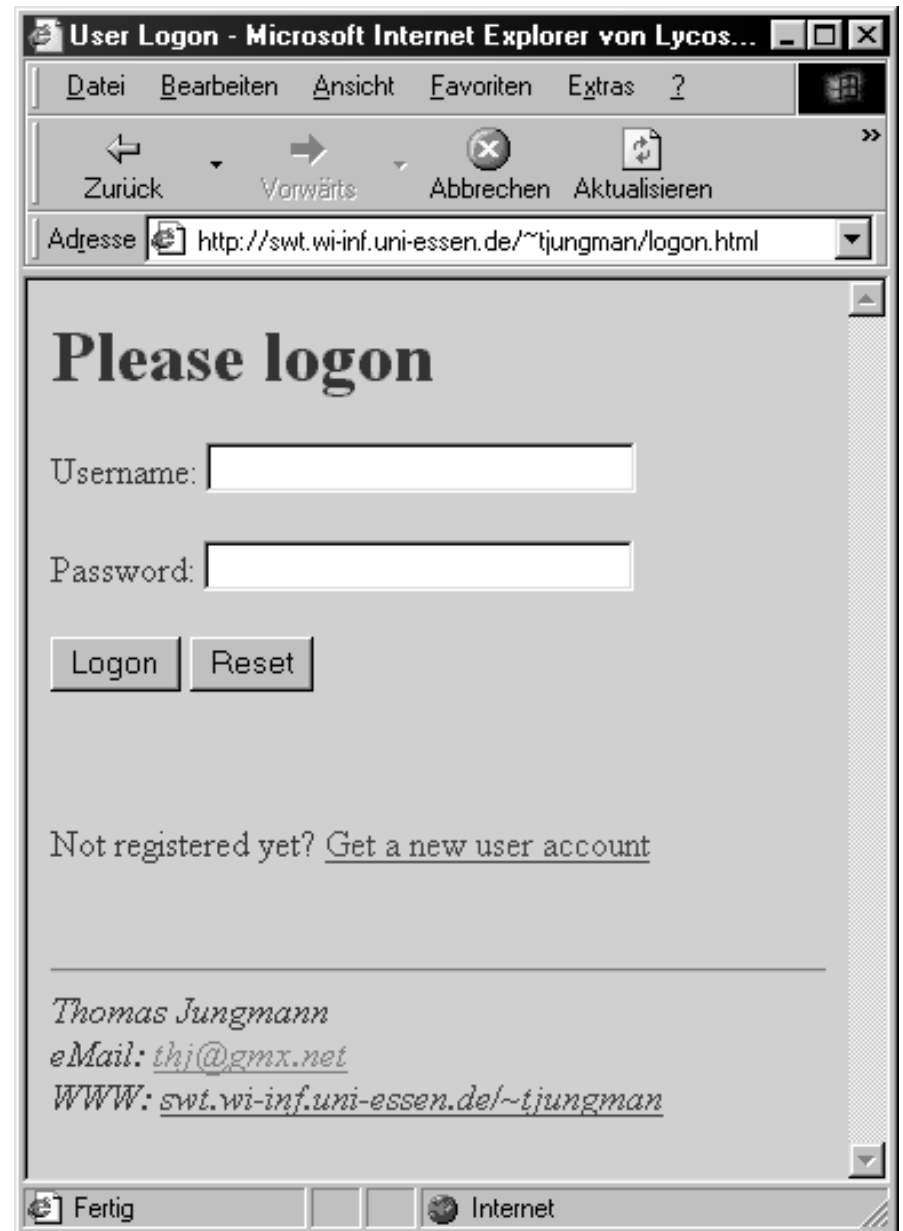 User Logon - Microsoft Internet Explorer von Lycos...
Datei Bearbeiten Ansicht Favoriten Extras ?
Zurück Vorwärts Abbrechen Aktualisieren »
Adresse http://swt.wi-inf.uni-essen.de/~tjungman/logon.html
Please logon
Username:
Password:
Logon Reset
Not registered yet? Get a new user account
Thomas Jungmann
eMail: thj@gmx.net
WWW: swt.wi-inf.uni-essen.de/~tjungman
Fertig Internet